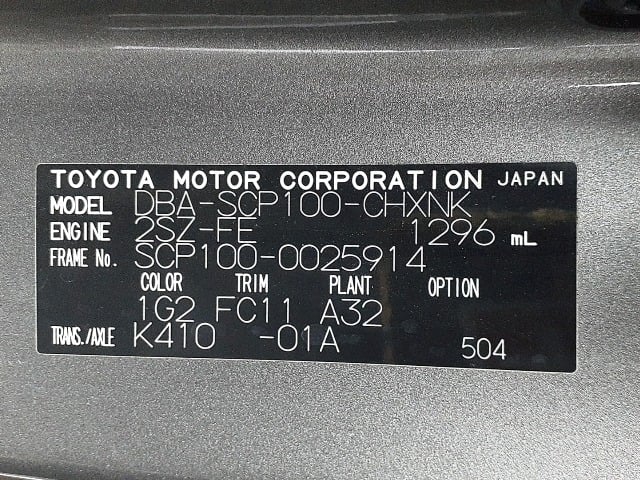 TOYOTA MOTOR CORPORATION JAPAN
MODEL DBA-SCP100-CHXNK
ENGINE 2SZ-FE 1296 mL
FRAME No. SCP100-0025914
COLOR TRIM PLANT OPTION
1G2 FC11 A32
TRANS./AXLE K410 -01A 504